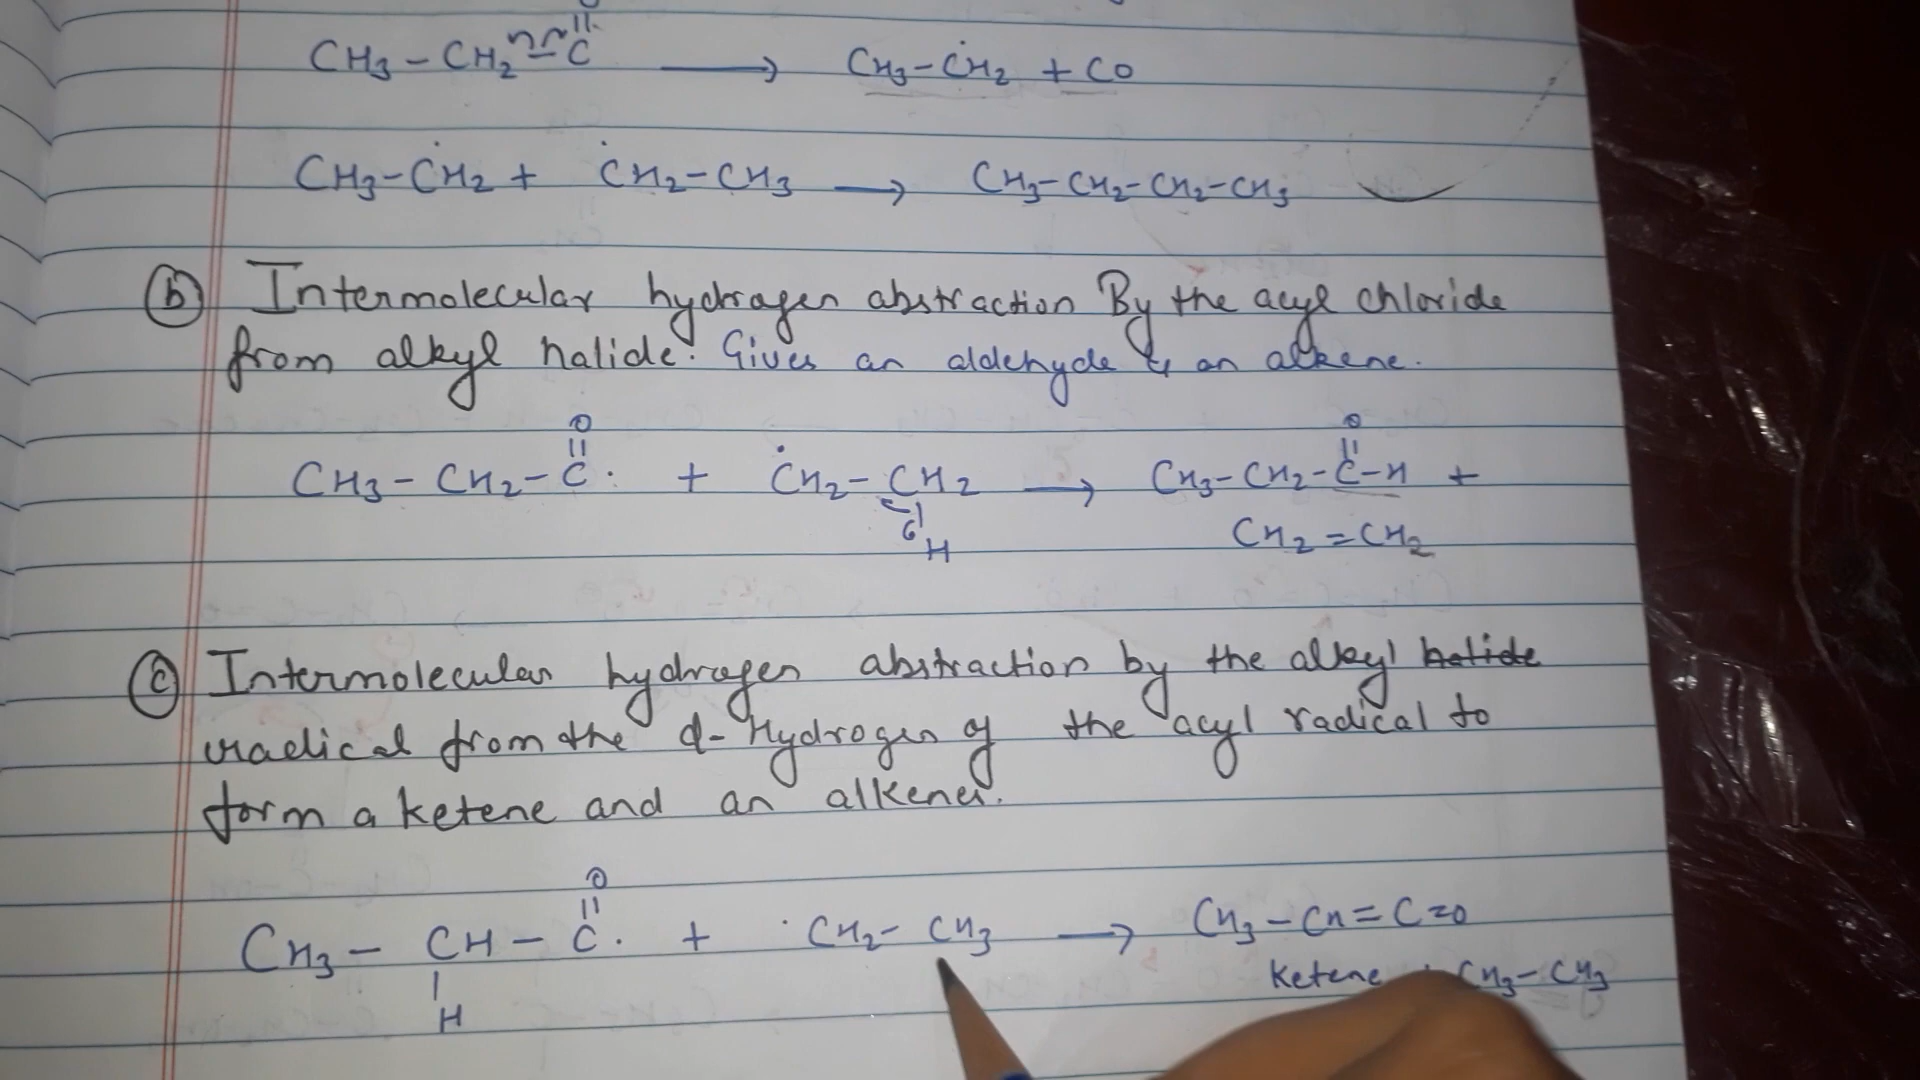 CH3 – CH2 – C ⟶ CH3–ĊH2 + CO
CH3–ĊH2 + ĊH2–CH3 ⟶ CH3–CH2–CH2–CH3
(b) Intermolecular hydrogen abstraction By the acyl chloride
from alkyl halide. Gives an aldehyde & an alkene.
O
||
O
||
CH3 – CH2 – C· + ĊH2–CH2 ⟶ CH3–CH2–C–H +
H
CH2=CH2
(c) Intermolecular hydrogen abstraction by the alkyl halide
radical from the α-Hydrogen of the acyl radical to
form a ketene and an alkenes.
O
||
CH3 – CH – C· + ·CH2–CH3 ⟶ CH3–CH=C=O
|
H
Ketene + CH3–CH3